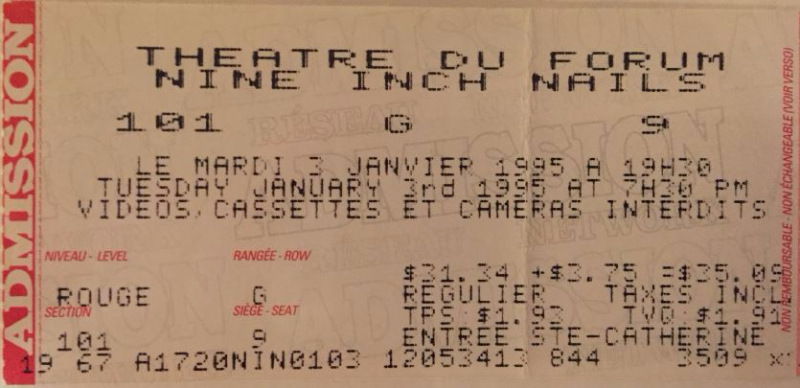 ADMISSION
THEATRE DU FORUM
NINE INCH NAILS
101 G 9
LE MARDI 3 JANVIER 1995 A 19H30
TUESDAY JANUARY 3rd 1995 AT 7H30 PM
VIDEOS,CASSETTES ET CAMERAS INTERDITS
NIVEAU - LEVEL RANGÉE - ROW
$31.34 +$3.75 =$35.09
ROUGE G REGULIER TAXES INCL
SECTION SIÈGE - SEAT
TPS $1.93 TVQ $1.91
101 9 ENTREE STE-CATHERINE
19 67 A1720NIN0103 12053413 844 3509
NON REMBOURSABLE - NON ÉCHANGEABLE (VOIR VERSO)
RÉSEAU
ADMISSION
NETWORK